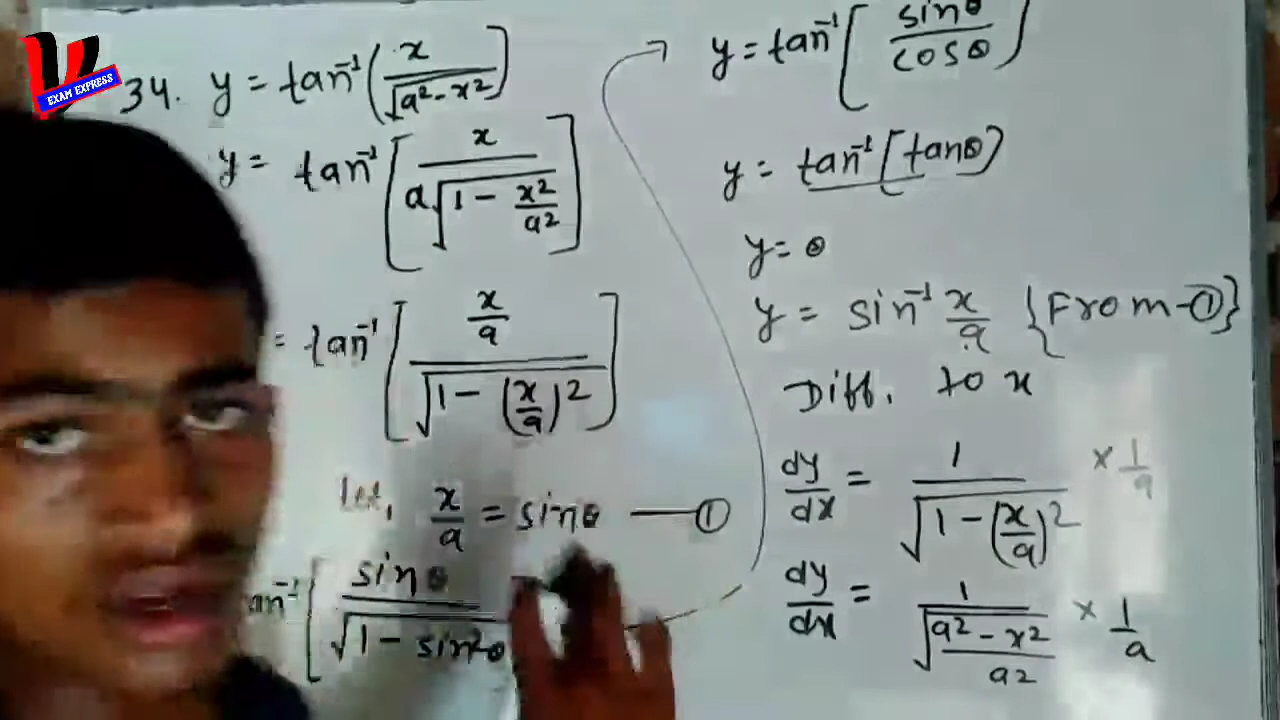 EXAM EXPRESS
34. y = tan⁻¹(x/√a²-x²]
y = tan⁻¹[x/a√1-x²/a²]
= tan⁻¹[x/a/√1-(x/a)²]
Let, x/a = sinθ —①
an⁻¹[sinθ/√1-sin²θ
y = tan⁻¹[sinθ/cosθ)
y = tan⁻¹[tanθ)
y = θ
y = sin⁻¹ x/a {From-①}
Diff. to x
dy/dx = 1/√1-(x/a)² × 1/a
dy/dx = 1/√a²-x²/a² × 1/a